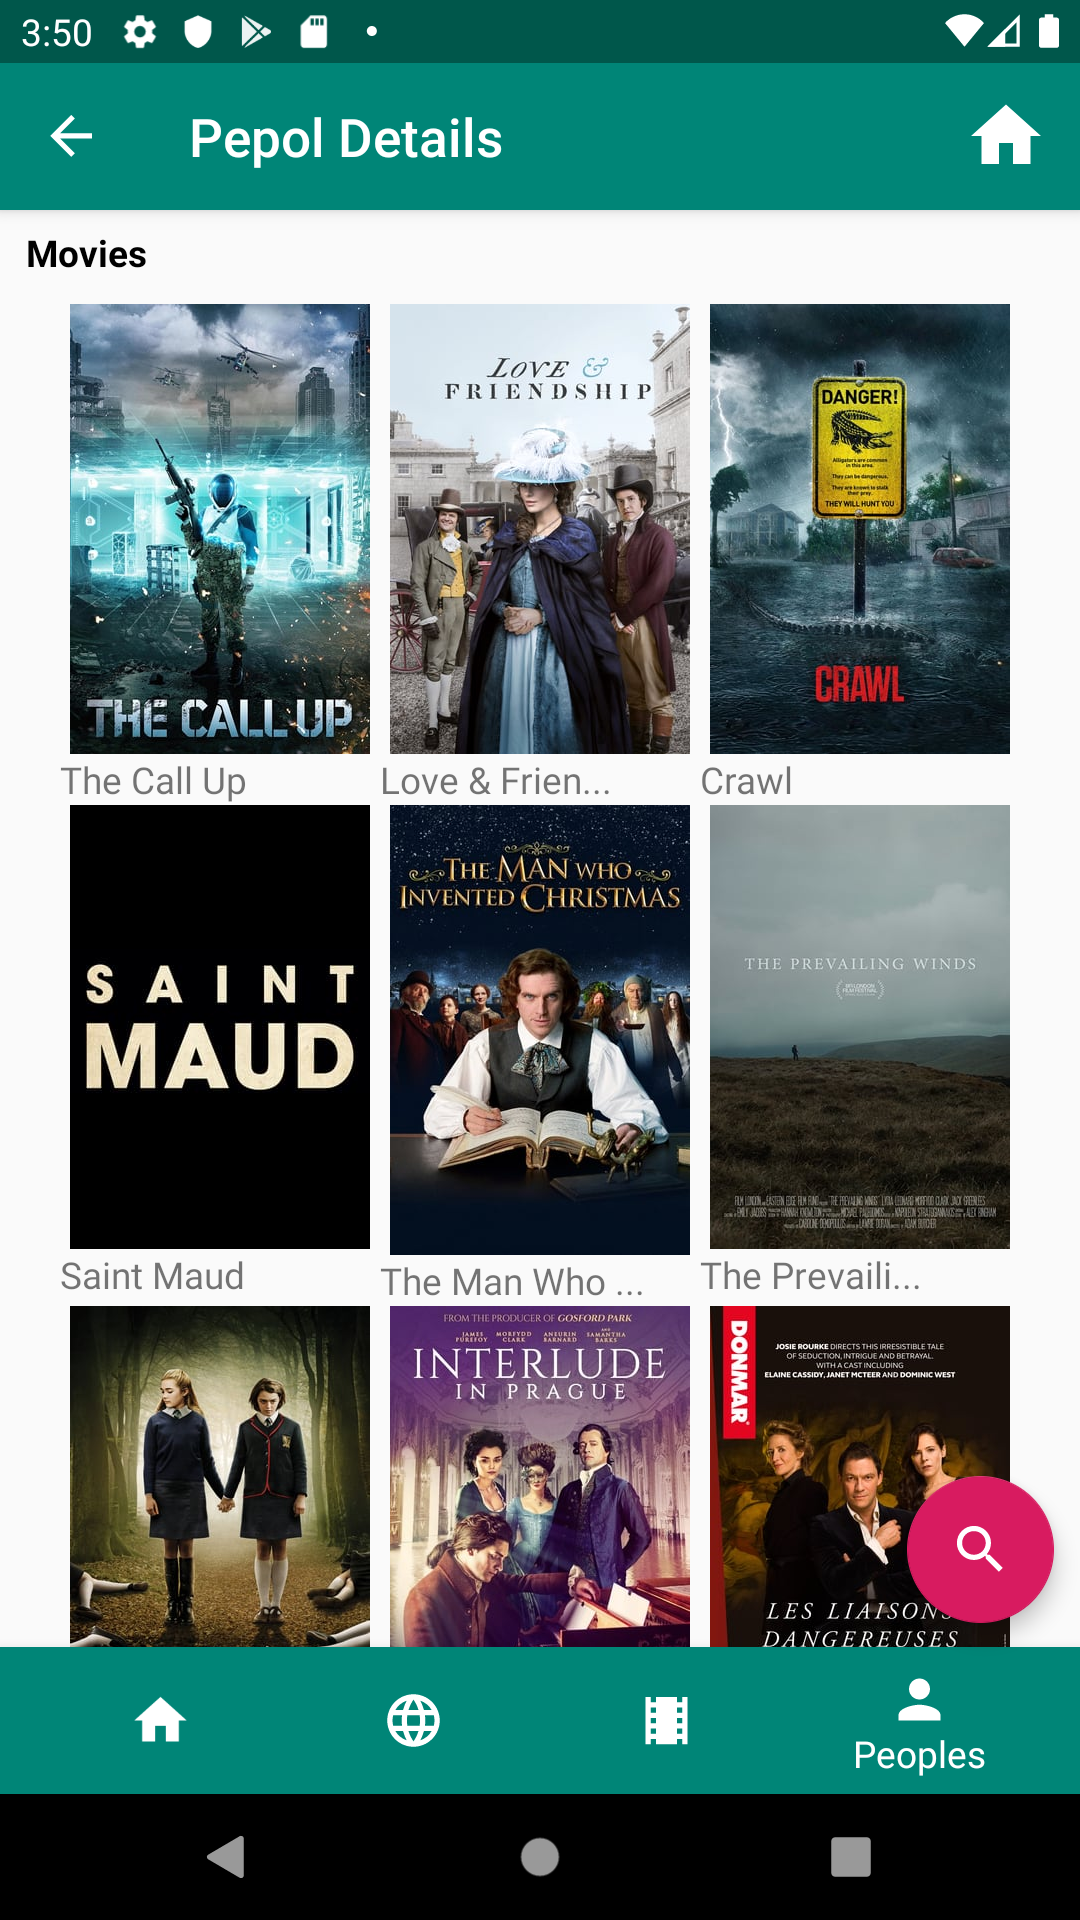 3:50
Pepol Details
Movies
LOVE &
FRIENDSHIP
DANGER!
Alligators are common
in this area.
They can be dangerous.
They are known to stalk
their prey.
THEY WILL HUNT YOU
CRAWL
THE CALL UP
The Call Up
Love & Frien...
Crawl
THE MAN WHO
INVENTED CHRISTMAS
SAINT
MAUD
THE PREVAILING WINDS
Saint Maud
The Man Who ...
The Prevaili...
FROM THE PRODUCER OF GOSFORD PARK
JAMES PUREFOY MORFYDD CLARK ANEURIN BARNARD AND SAMANTHA BARKS
INTERLUDE
IN PRAGUE
DONMAR
JOSIE ROURKE DIRECTS THIS IRRESISTIBLE TALE
OF SEDUCTION, INTRIGUE AND BETRAYAL.
WITH A CAST INCLUDING
ELAINE CASSIDY, JANET MCTEER AND DOMINIC WEST
LES LIAISONS
DANGEREUSES
Peoples